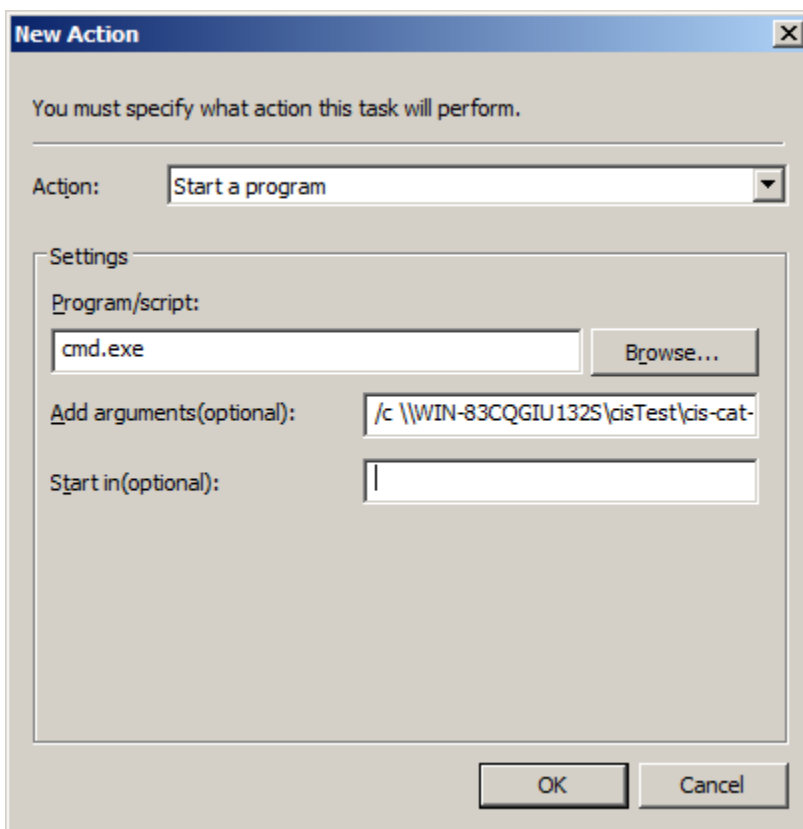 New Action
You must specify what action this task will perform.
Action: Start a program
Settings
Program/script:
cmd.exe Browse...
Add arguments(optional): /c \\WIN-83CQGIU132S\cisTest\cis-cat-
Start in(optional):
OK Cancel